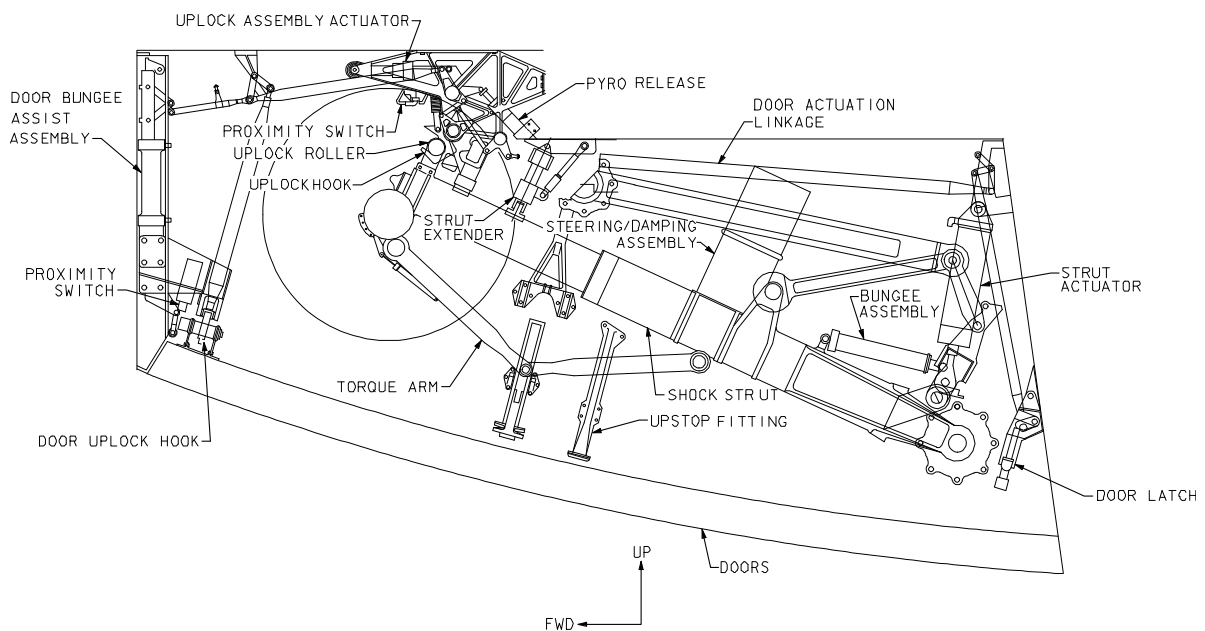 UPLOCK ASSEMBLY ACTUATOR
PYRO RELEASE
DOOR BUNGEE
ASSIST
ASSEMBLY
DOOR ACTUATION
LINKAGE
PROXIMITY SWITCH
UPLOCK ROLLER
UPLOCK HOOK
STRUT
EXTENDER
STEERING/DAMPING
ASSEMBLY
PROXIMITY
SWITCH
STRUT
ACTUATOR
BUNGEE
ASSEMBLY
TORQUE ARM
SHOCK STRUT
UPSTOP FITTING
DOOR UPLOCK HOOK
DOOR LATCH
UP
DOORS
FWD